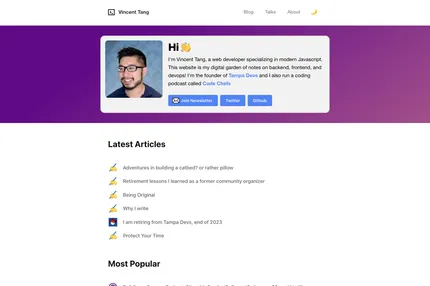 Vincent Tang
Blog Talks About
Hi
I'm Vincent Tang, a web developer specializing in modern Javascript.
This website is my digital garden of notes on backend, frontend, and
devops! I'm the founder of Tampa Devs and I also run a coding
podcast called Code Chefs
Join Newsletter Twitter Github
Latest Articles
Adventures in building a catbed? or rather pillow
Retirement lessons I learned as a former community organizer
Being Original
Why I write
I am retiring from Tampa Devs, end of 2023
Protect Your Time
Most Popular